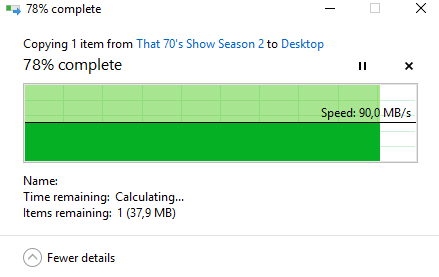 78% complete
Copying 1 item from That 70's Show Season 2 to Desktop
78% complete
Speed: 90,0 MB/s
Name:
Time remaining: Calculating...
Items remaining: 1 (37,9 MB)
Fewer details